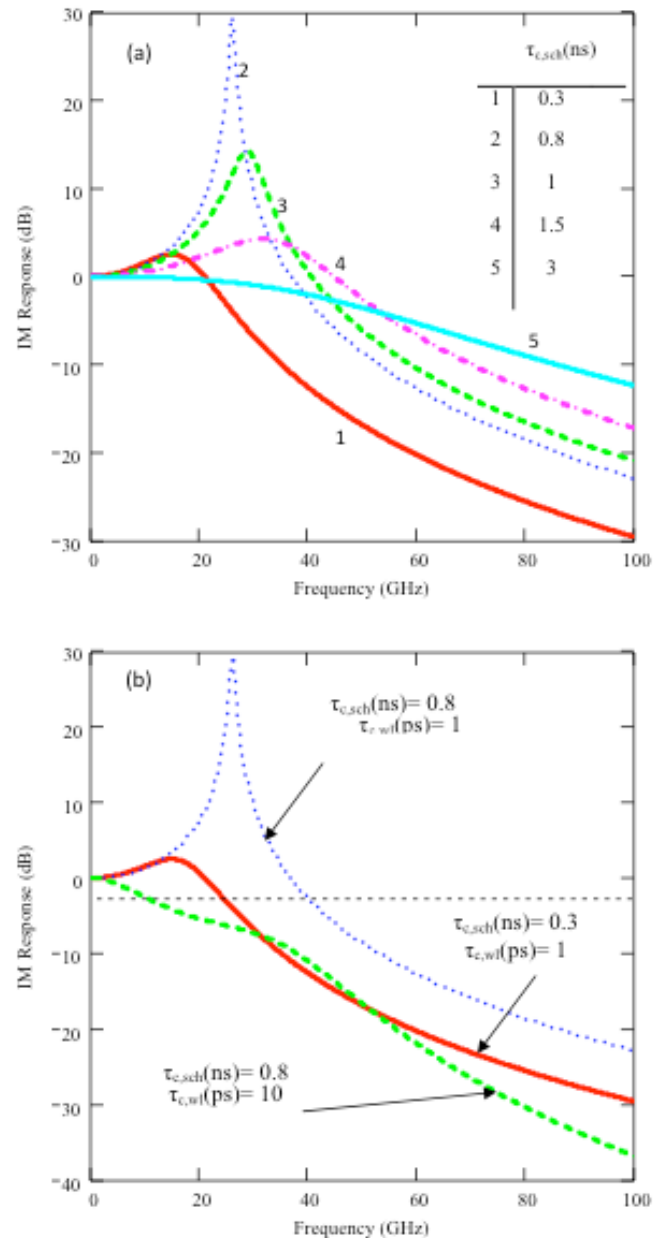 30
(a)
τc,sch(ns)
20
2
1 0.3
2 0.8
10
3
3 1
4
4 1.5
0
5 3
IM Response (dB)
-10
5
1
-20
-30
0 20 40 60 80 100
Frequency (GHz)
30
(b)
τc,sch(ns)= 0.8
τc,wl(ps)= 1
20
10
0
IM Response (dB)
τc,sch(ns)= 0.3
τc,wl(ps)= 1
-10
-20
τc,sch(ns)= 0.8
τc,wl(ps)= 10
-30
-40
0 20 40 60 80 100
Frequency (GHz)